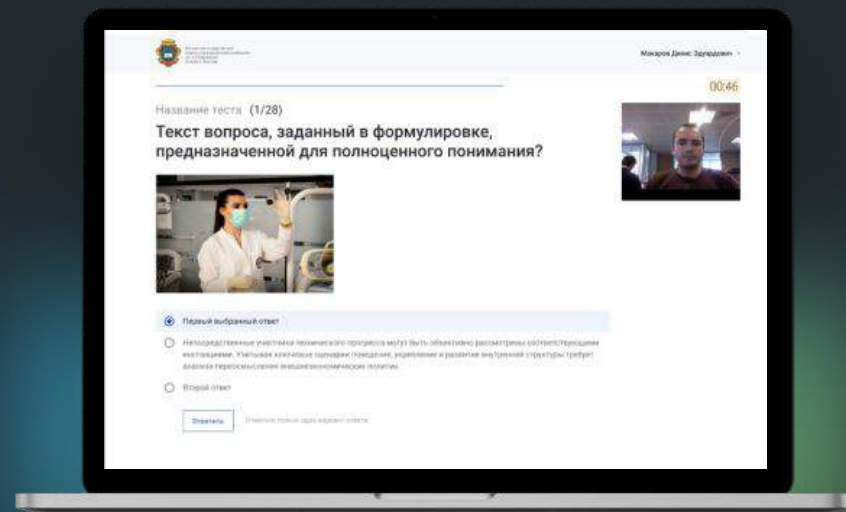 Макаров Денис Эдуардович
00:46
Название теста (1/28)
Текст вопроса, заданный в формулировке,
предназначенной для полноценного понимания?
Первый выбранный ответ
Непосредственные участники технического прогресса могут быть объективно рассмотрены соответствующими
инстанциями. Учитывая ключевые сценарии поведения, укрепление и развитие внутренней структуры требует
анализа переосмысления внешнеэкономических политик.
Второй ответ
Ответить
Отметьте только один вариант ответа